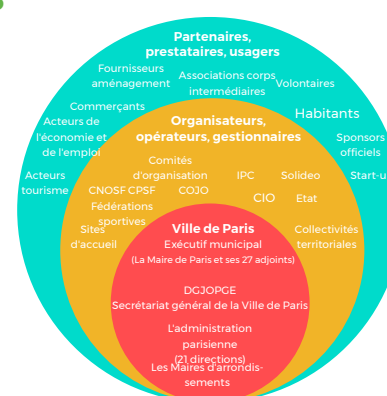 Partenaires,
prestataires, usagers
Fournisseurs
aménagement
Associations corps
intermédiaires
Volontaires
Commerçants
Habitants
Acteurs de
l'économie et
de l'emploi
Sponsors
officiels
Acteurs
tourisme
Start-u
Organisateurs,
opérateurs, gestionnaires
Comités
d'organisation
IPC
Solideo
CNOSF CPSF
COJO
CIO
Etat
Fédérations
sportives
Sites
d'accueil
Collectivités
territoriales
Ville de Paris
Exécutif municipal
(La Maire de Paris et ses 27 adjoints)
DGJOPGE
Secrétariat général de la Ville de Paris
L'administration
parisienne
(21 directions)
Les Maires d'arrondis-
sements